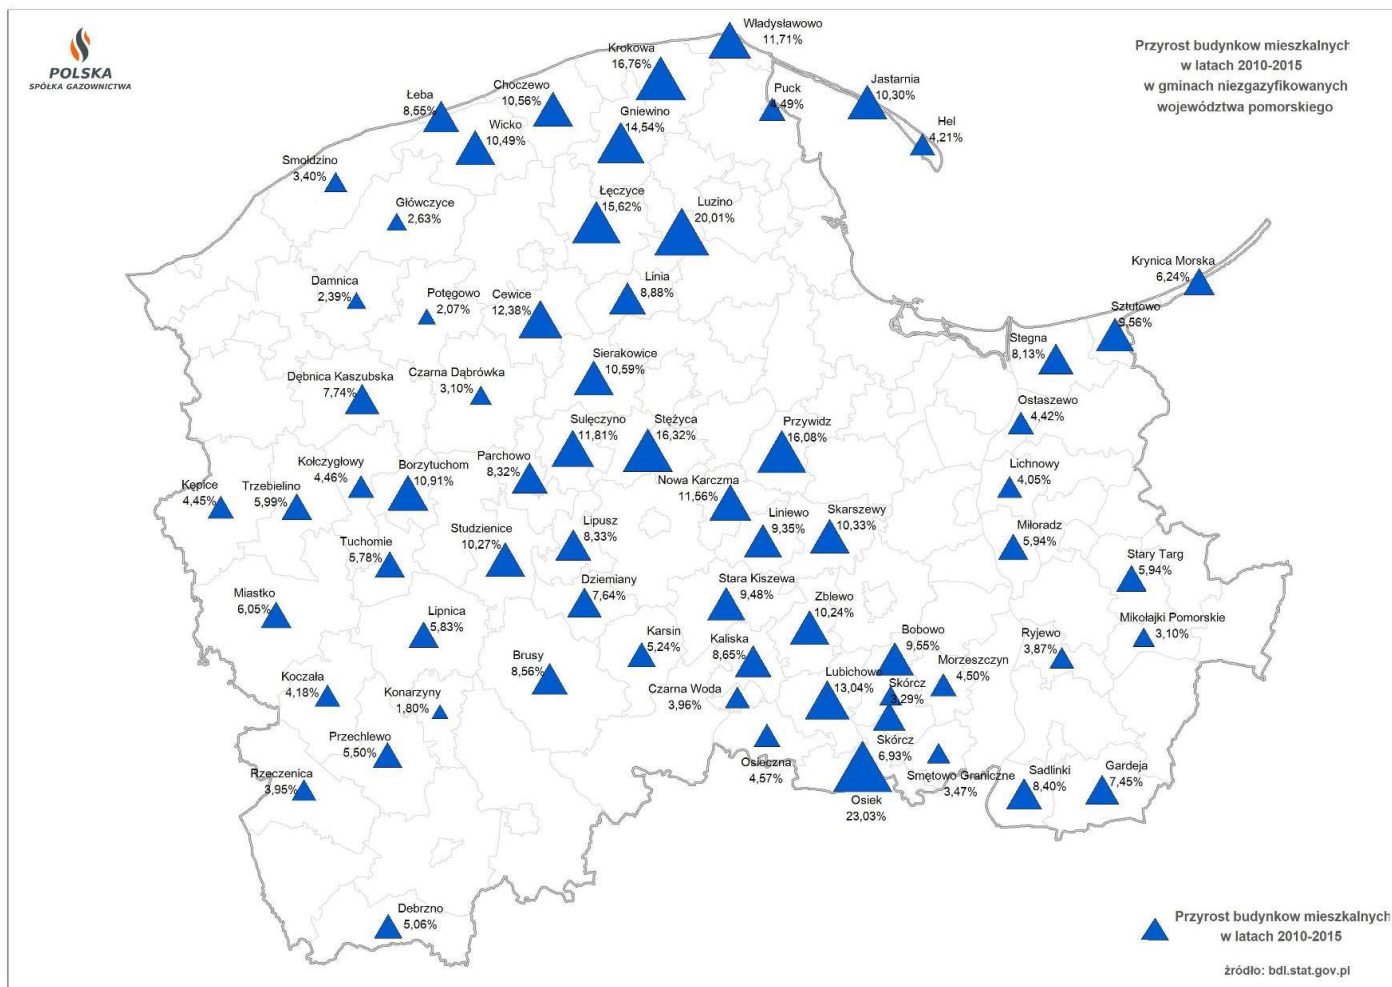 POLSKA
SPÓŁKA GAZOWNICTWA
Przyrost budynkow mieszkalnych
w latach 2010-2015
w gminach niezgazyfikowanych
województwa pomorskiego
Władysławowo
11,71%
Krokowa
16,76%
Jastarnia
10,30%
Choczewo
10,56%
Puck
4,49%
Łeba
8,55%
Gniewino
14,54%
Hel
4,21%
Wicko
10,49%
Smołdzino
3,40%
Główczyce
2,63%
Łęczyce
15,62%
Luzino
20,01%
Krynica Morska
6,24%
Damnica
2,39%
Potęgowo
2,07%
Cewice
12,38%
Linia
8,88%
Sztutowo
9,56%
Stegna
8,13%
Sierakowice
10,59%
Dębnica Kaszubska
7,74%
Czarna Dąbrówka
3,10%
Ostaszewo
4,42%
Sulęczyno
11,81%
Stężyca
16,32%
Przywidz
16,08%
Parchowo
8,32%
Kołczygłowy
4,46%
Borzytuchom
10,91%
Lichnowy
4,05%
Kępice
4,45%
Trzebielino
5,99%
Nowa Karczma
11,56%
Liniewo
9,35%
Skarszewy
10,33%
Studzienice
10,27%
Lipusz
8,33%
Miłoradz
5,94%
Tuchomie
5,78%
Stary Targ
5,94%
Dziemiany
7,64%
Stara Kiszewa
9,48%
Zblewo
10,24%
Miastko
6,05%
Lipnica
5,83%
Mikołajki Pomorskie
3,10%
Karsin
5,24%
Kaliska
8,65%
Bobowo
9,55%
Ryjewo
3,87%
Brusy
8,56%
Morzeszczyn
4,50%
Lubichowo
13,04%
Skórcz
3,29%
Koczała
4,18%
Konarzyny
1,80%
Czarna Woda
3,96%
Przechlewo
5,50%
Skórcz
6,93%
Osieczna
4,57%
Rzeczenica
3,95%
Smętowo Graniczne
3,47%
Sadlinki
8,40%
Gardeja
7,45%
Osiek
23,03%
Debrzno
5,06%
Przyrost budynkow mieszkalnych
w latach 2010-2015
żródło: bdl.stat.gov.pl